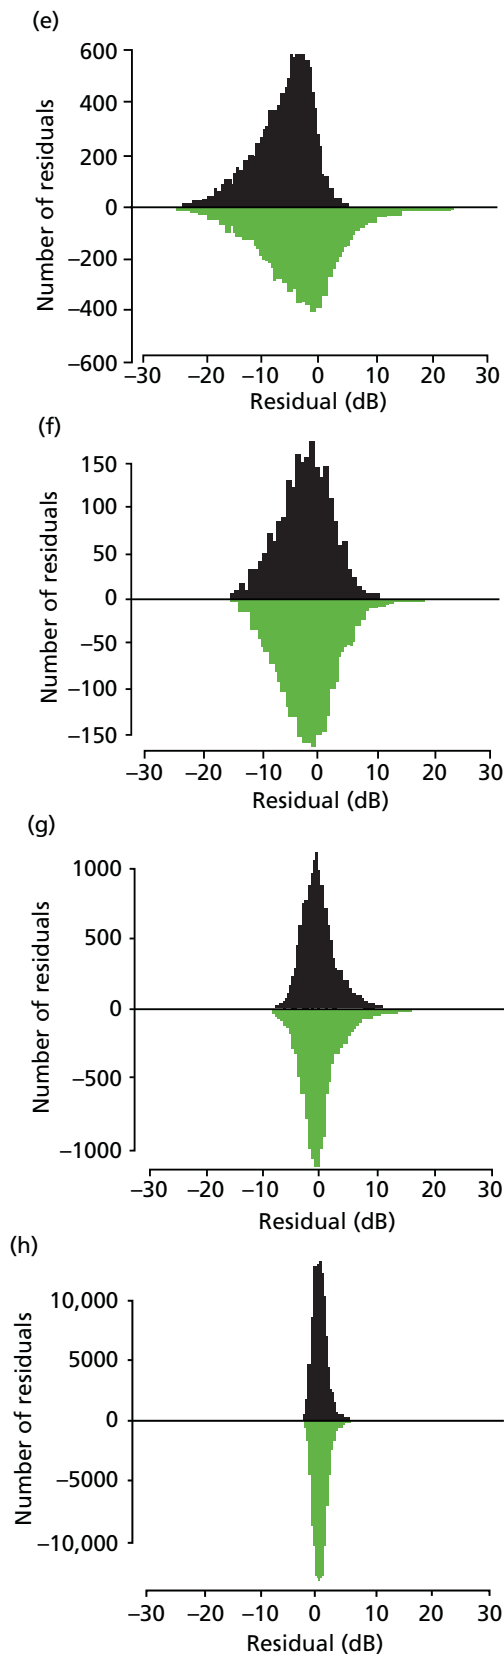 (e)
600
400
200
0
−200
−400
−600
Number of residuals
−30 −20 −10 0 10 20 30
Residual (dB)
(f)
150
100
50
0
−50
−100
−150
Number of residuals
−30 −20 −10 0 10 20 30
Residual (dB)
(g)
1000
500
0
−500
−1000
Number of residuals
−30 −20 −10 0 10 20 30
Residual (dB)
(h)
10,000
5000
0
−5000
−10,000
Number of residuals
−30 −20 −10 0 10 20 30
Residual (dB)